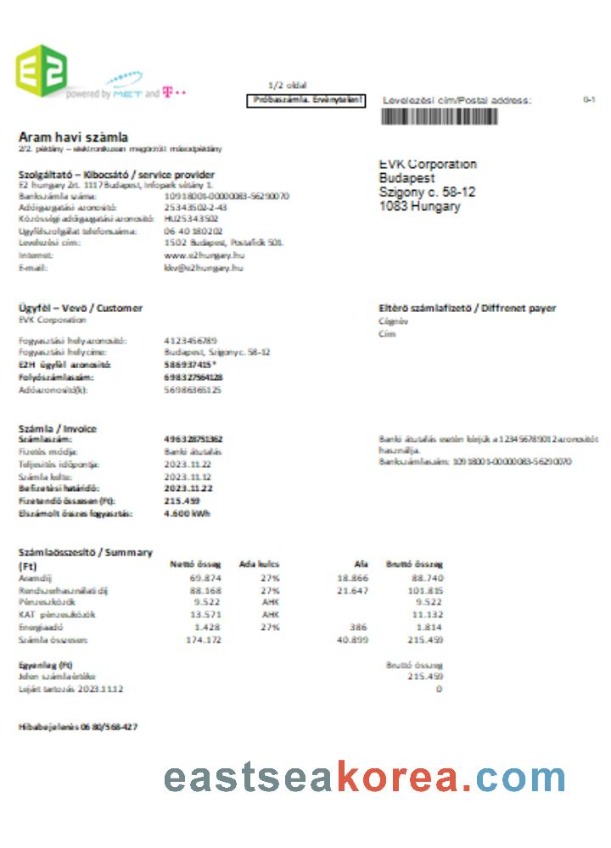 E2
powered by MET and T
1/2 oldal
Próbaszámla. Érvénytelen!
Levelezési cím/Postal address:
0-1
Aram havi számla
2/2. példány – elektronikusan megőrzött másodpéldány
EVK Corporation
Budapest
Szigony c. 58-12
1083 Hungary
Szolgáltató – Kibocsátó / service provider
E2 hungary Zrt. 1117 Budapest, Infopark sétány 1.
Bankszámla száma: 10918001-00000083-56290070
Adóigazgatási azonosító: 25343502-2-43
Közösségi adóigazgatási azonosító: HU25343502
Ügyfélszolgálat telefonszáma: 06 40 180202
Levelezési cím: 1502 Budapest, Postafiók 501.
Internet: www.e2hungary.hu
E-mail: kkv@e2hungary.hu
Ügyfél – Vevő / Customer
EVK Corporation
Eltérő számlafizető / Diffrenet payer
Cégnév
Cím
Fogyasztási hely azonosító: 4123456789
Fogyasztási hely címe: Budapest, Szigony c. 58-12
E2H ügyfél azonosító: 586937415*
Folyószámlaszám: 698327564128
Adóazonosító(k): 56986365125
Számla / Invoice
Számlaszám: 496328751362
Fizetés módja: Banki átutalás
Teljesítés időpontja: 2023.11.22
Számla kelte: 2023.11.12
Befizetési határidő: 2023.11.22
Fizetendő összesen (Ft): 215.459
Elszámolt összes fogyasztás: 4.600 kWh
Banki átutalás esetén kérjük a 123456789012 azonosítót
használja.
Bankszámlaszám: 10918001-00000083-56290070
Számlaösszesítő / Summary
(Ft) Nettó összeg Ada kulcs Afa Bruttó összeg
Áramdíj 69.874 27% 18.866 88.740
Rendszerhasználati díj 88.168 27% 21.647 101.815
Pénzeszközök 9.522 AHK 9.522
KÁT pénzeszközök 13.571 AHK 11.132
Energiaadó 1.428 27% 386 1.814
Számla összesen: 174.172 40.899 215.459
Egyenleg (Ft) Bruttó összeg
Jelen számla értéke 215.459
Lejárt tartozás 2023.11.12 0
Hibabejelenés 06 80/568-427
eastseakorea.com